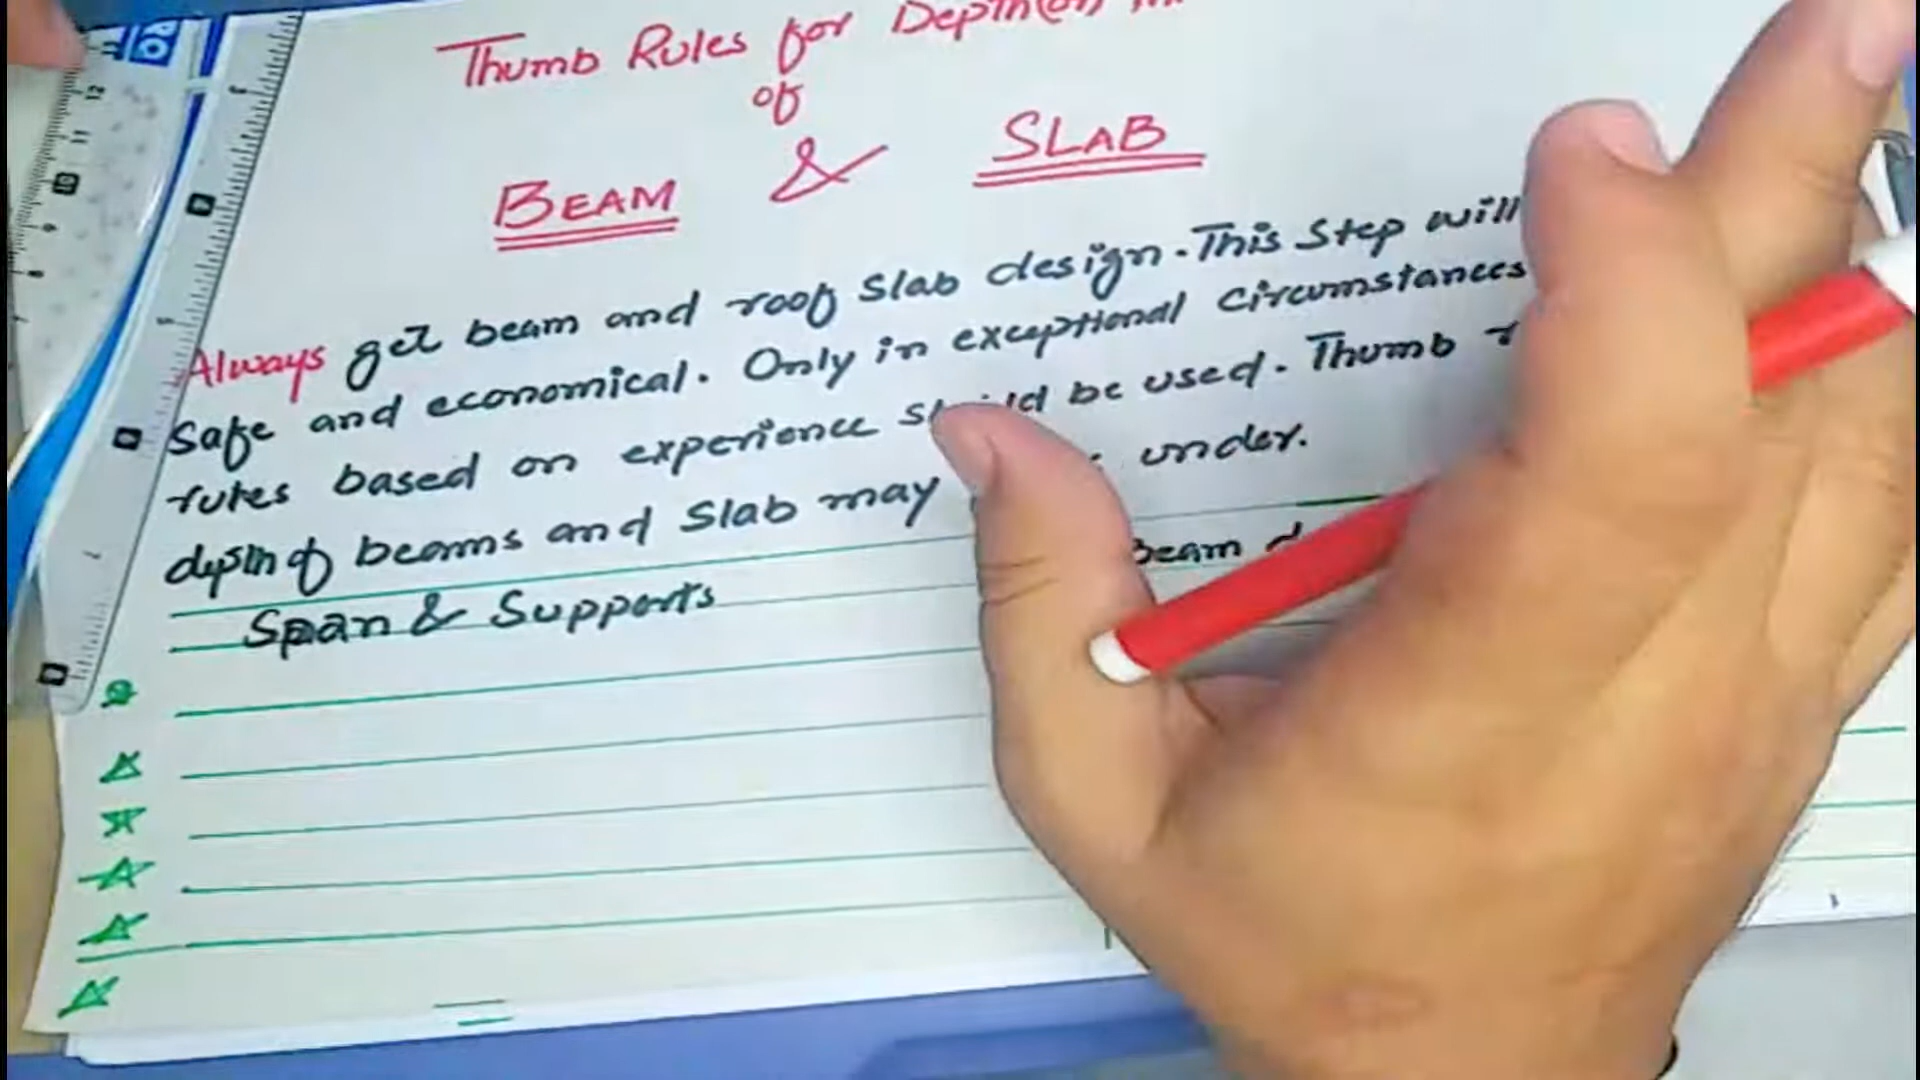 Thumb Rules for
of
BEAM & SLAB
Always get beam and roof slab design. This Step will
Safe and economical. Only in exceptional circumstances
rules based on experience be used. Thumb
depth of beams and Slab may under.
Beam
Span & Supports